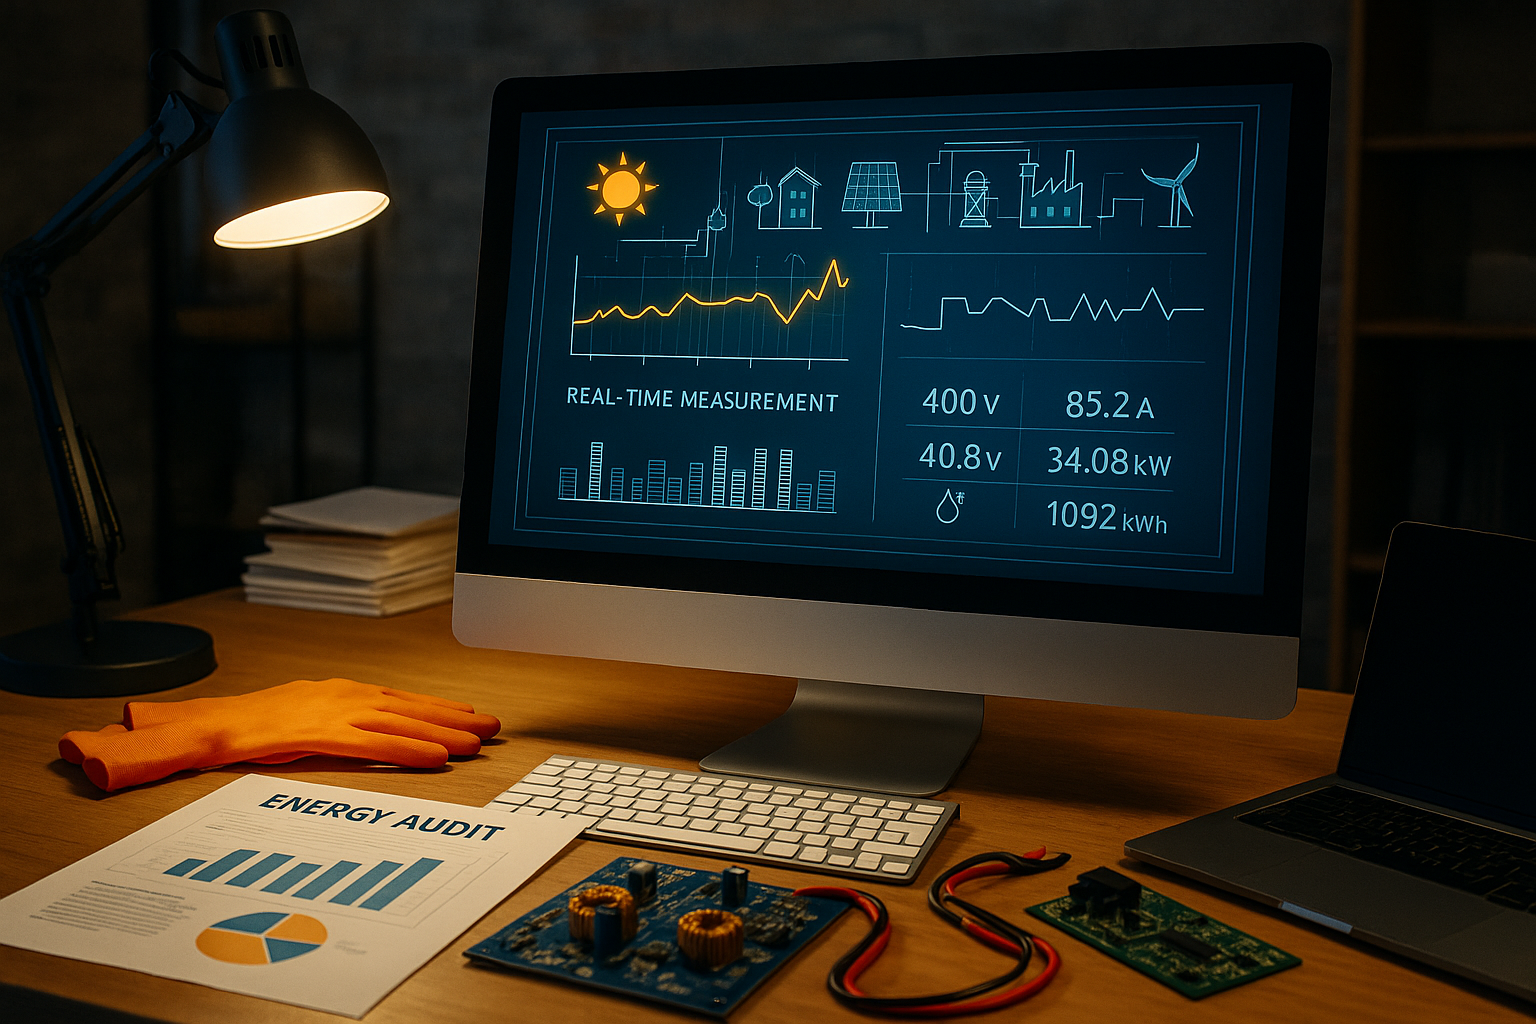 REAL-TIME MEASUREMENT
400 V
85.2 A
40.8 V
34.08 kW
1092 kWh
ENERGY AUDIT